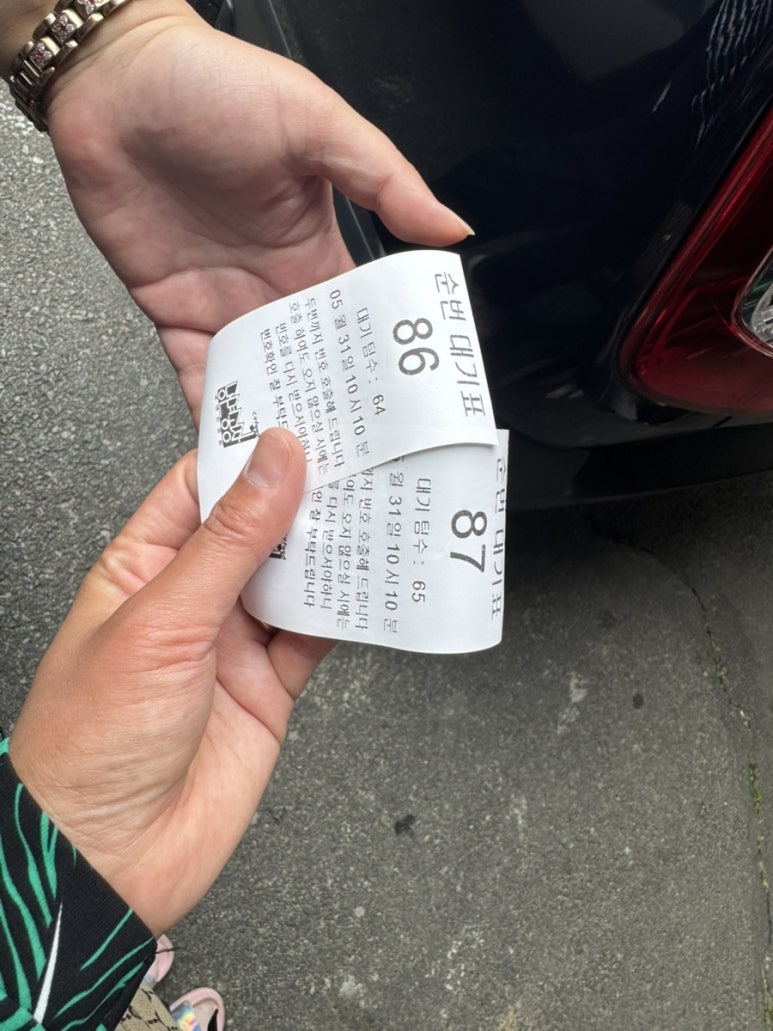 순번 대기표
86
대기 팀수 : 64
05 월 31 일 10 시 10 분
두번까지 번호 호출해 드립니다
호출 하여도 오지 않으실 시에는
번호를 다시 받으셔야하니
번호확인 잘 부탁드
순번 대기표
87
대기 팀수 : 65
월 31 일 10 시 10 분
까지 번호 호출해 드립니다
여도 오지 않으실 시에는
다시 받으셔야하니
인 잘 부탁드립니다